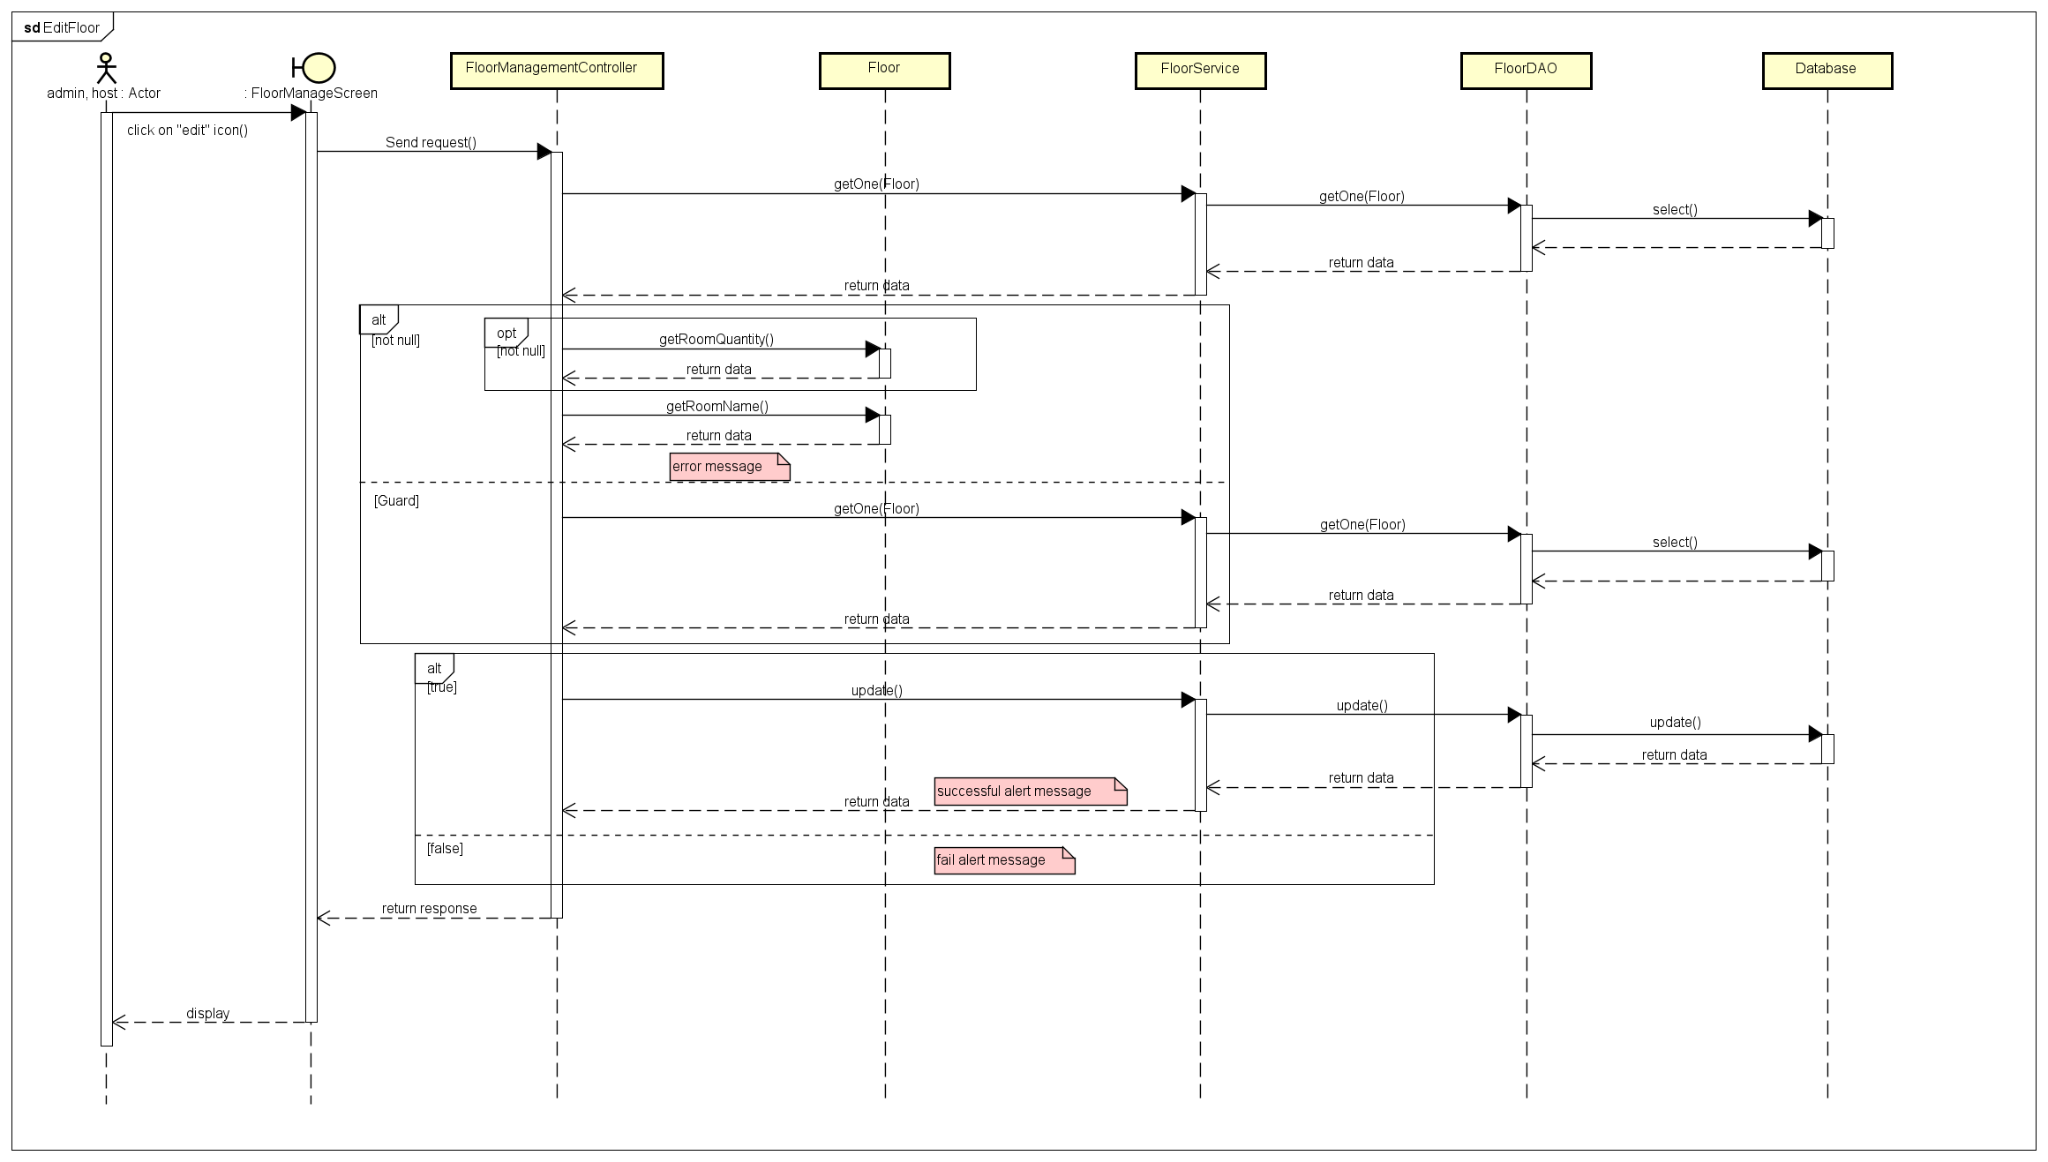 sd EditFloor
admin, host : Actor
: FloorManageScreen
FloorManagementController
Floor
FloorService
FloorDAO
Database
click on "edit" icon()
Send request()
getOne(Floor)
getOne(Floor)
select()
return data
return data
alt
[not null]
opt
[not null]
getRoomQuantity()
return data
getRoomName()
return data
error message
[Guard]
getOne(Floor)
getOne(Floor)
select()
return data
return data
alt
[true]
update()
update()
update()
return data
return data
successful alert message
return data
[false]
fail alert message
return response
display